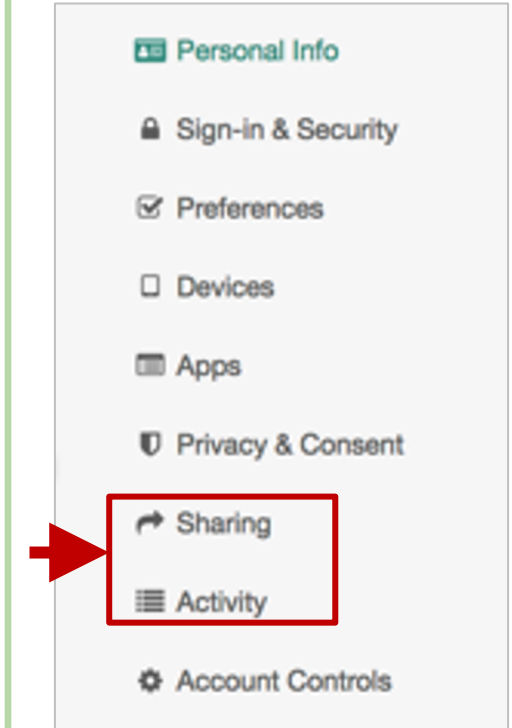 Personal Info
Sign-in & Security
Preferences
Devices
Apps
Privacy & Consent
Sharing
Activity
Account Controls